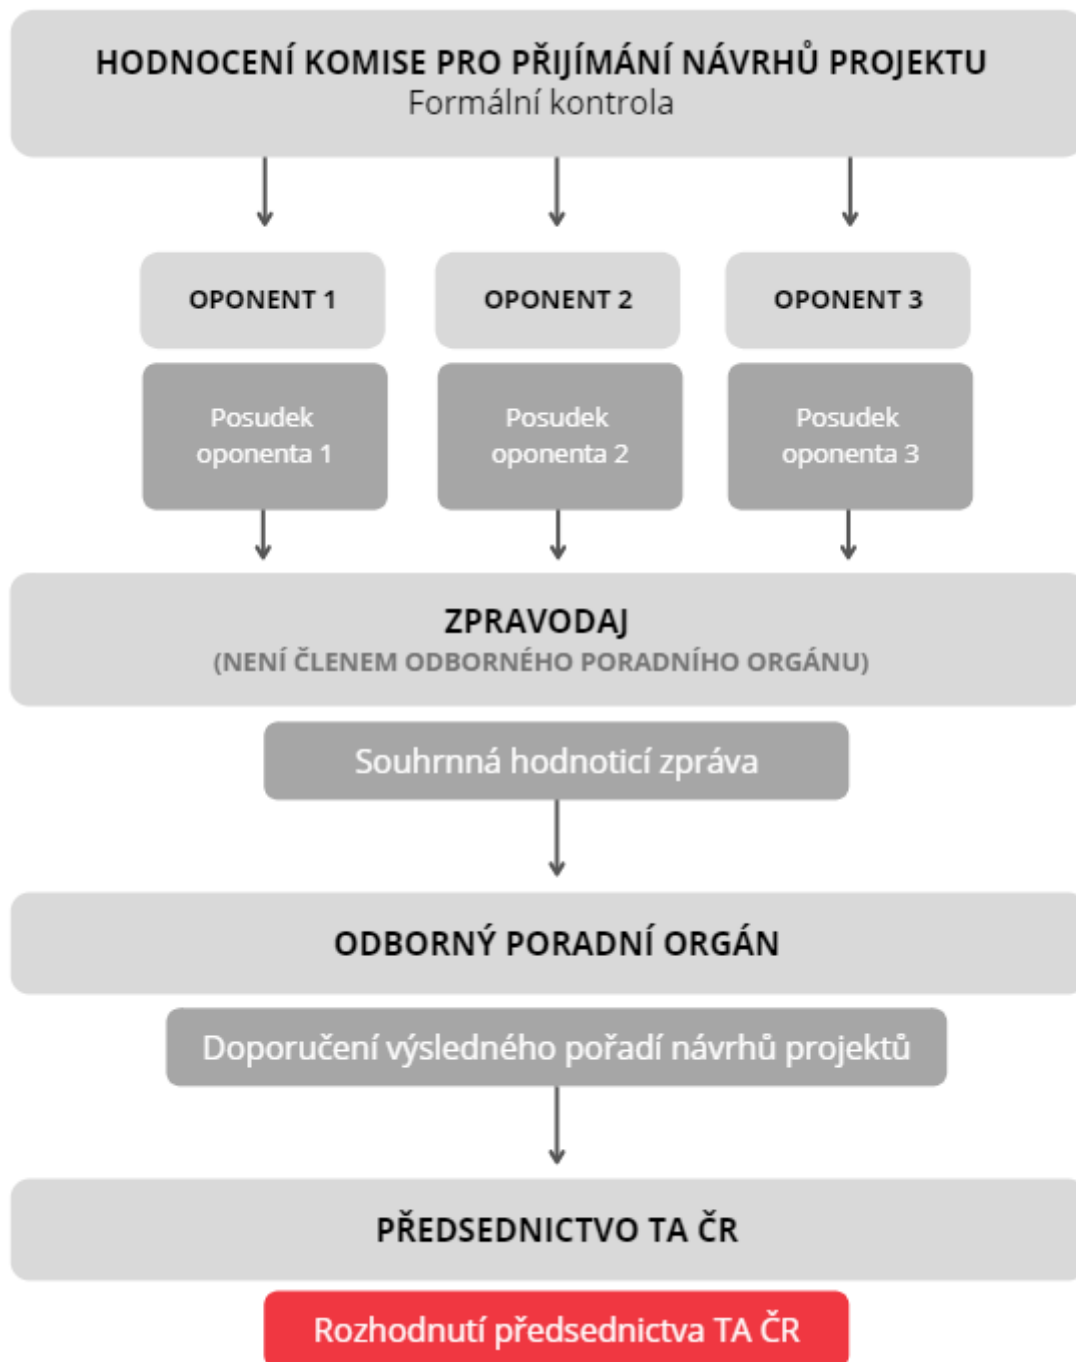 HODNOCENÍ KOMISE PRO PŘIJÍMÁNÍ NÁVRHŮ PROJEKTU
Formální kontrola
OPONENT 1
OPONENT 2
OPONENT 3
Posudek
oponenta 1
Posudek
oponenta 2
Posudek
oponenta 3
ZPRAVODAJ
(NENÍ ČLENEM ODBORNÉHO PORADNÍHO ORGÁNU)
Souhrnná hodnoticí zpráva
ODBORNÝ PORADNÍ ORGÁN
Doporučení výsledného pořadí návrhů projektů
PŘEDSEDNICTVO TA ČR
Rozhodnutí předsednictva TA ČR